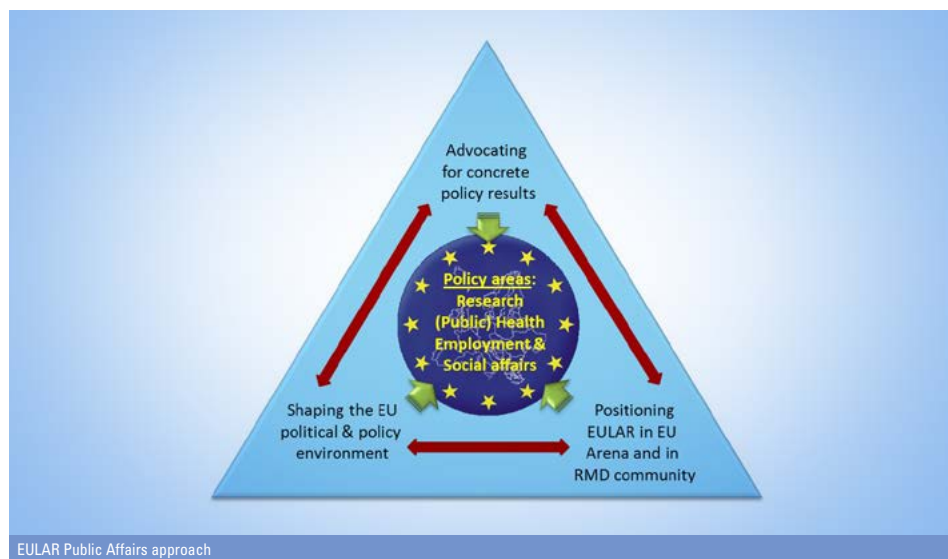 Advocating
for concrete
policy results
Policy areas:
Research
(Public) Health
Employment &
Social affairs
Shaping the EU
political & policy
environment
Positioning
EULAR in EU
Arena and in
RMD community
EULAR Public Affairs approach